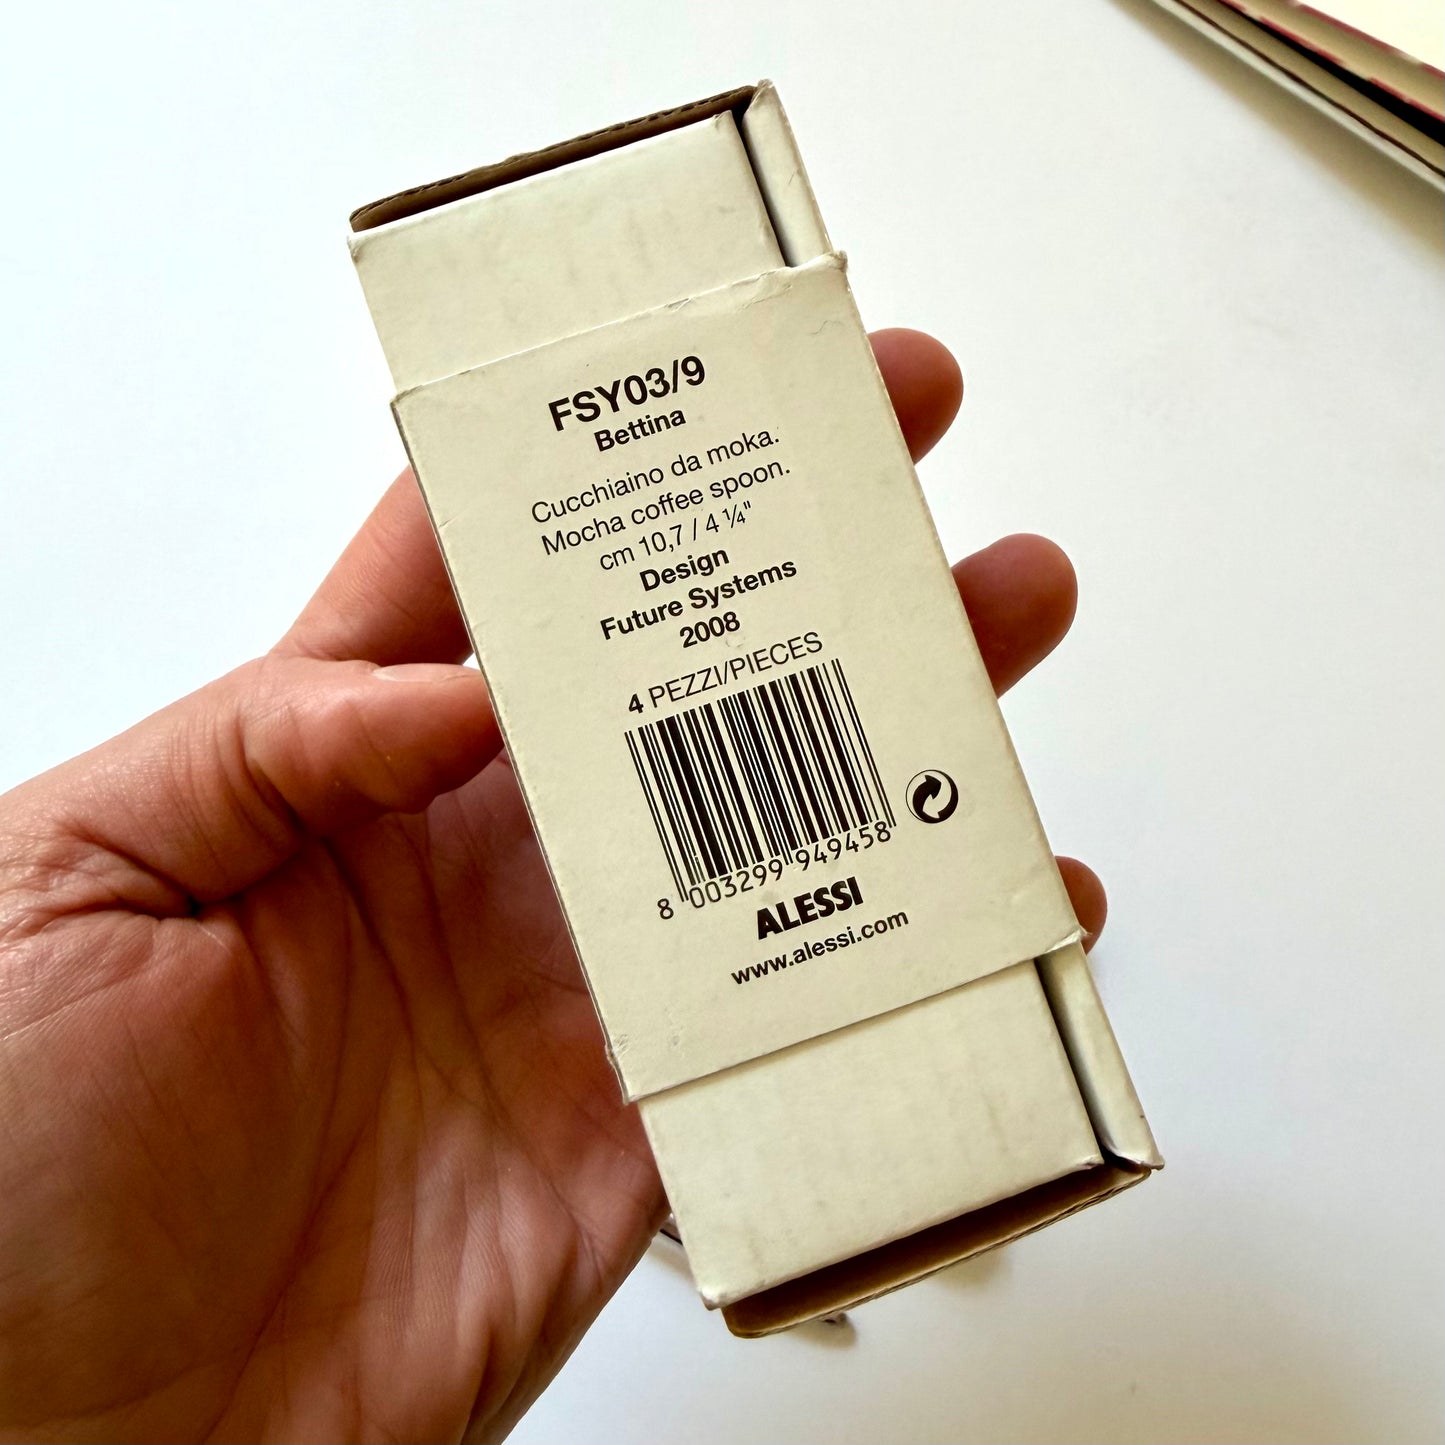 FSY03/9
Bettina
Cucchiaino da moka.
Mocha coffee spoon.
cm 10,7 / 4 ¼"
Design
Future Systems
2008
4 PEZZI/PIECES
8 003299 949458
ALESSI
www.alessi.com